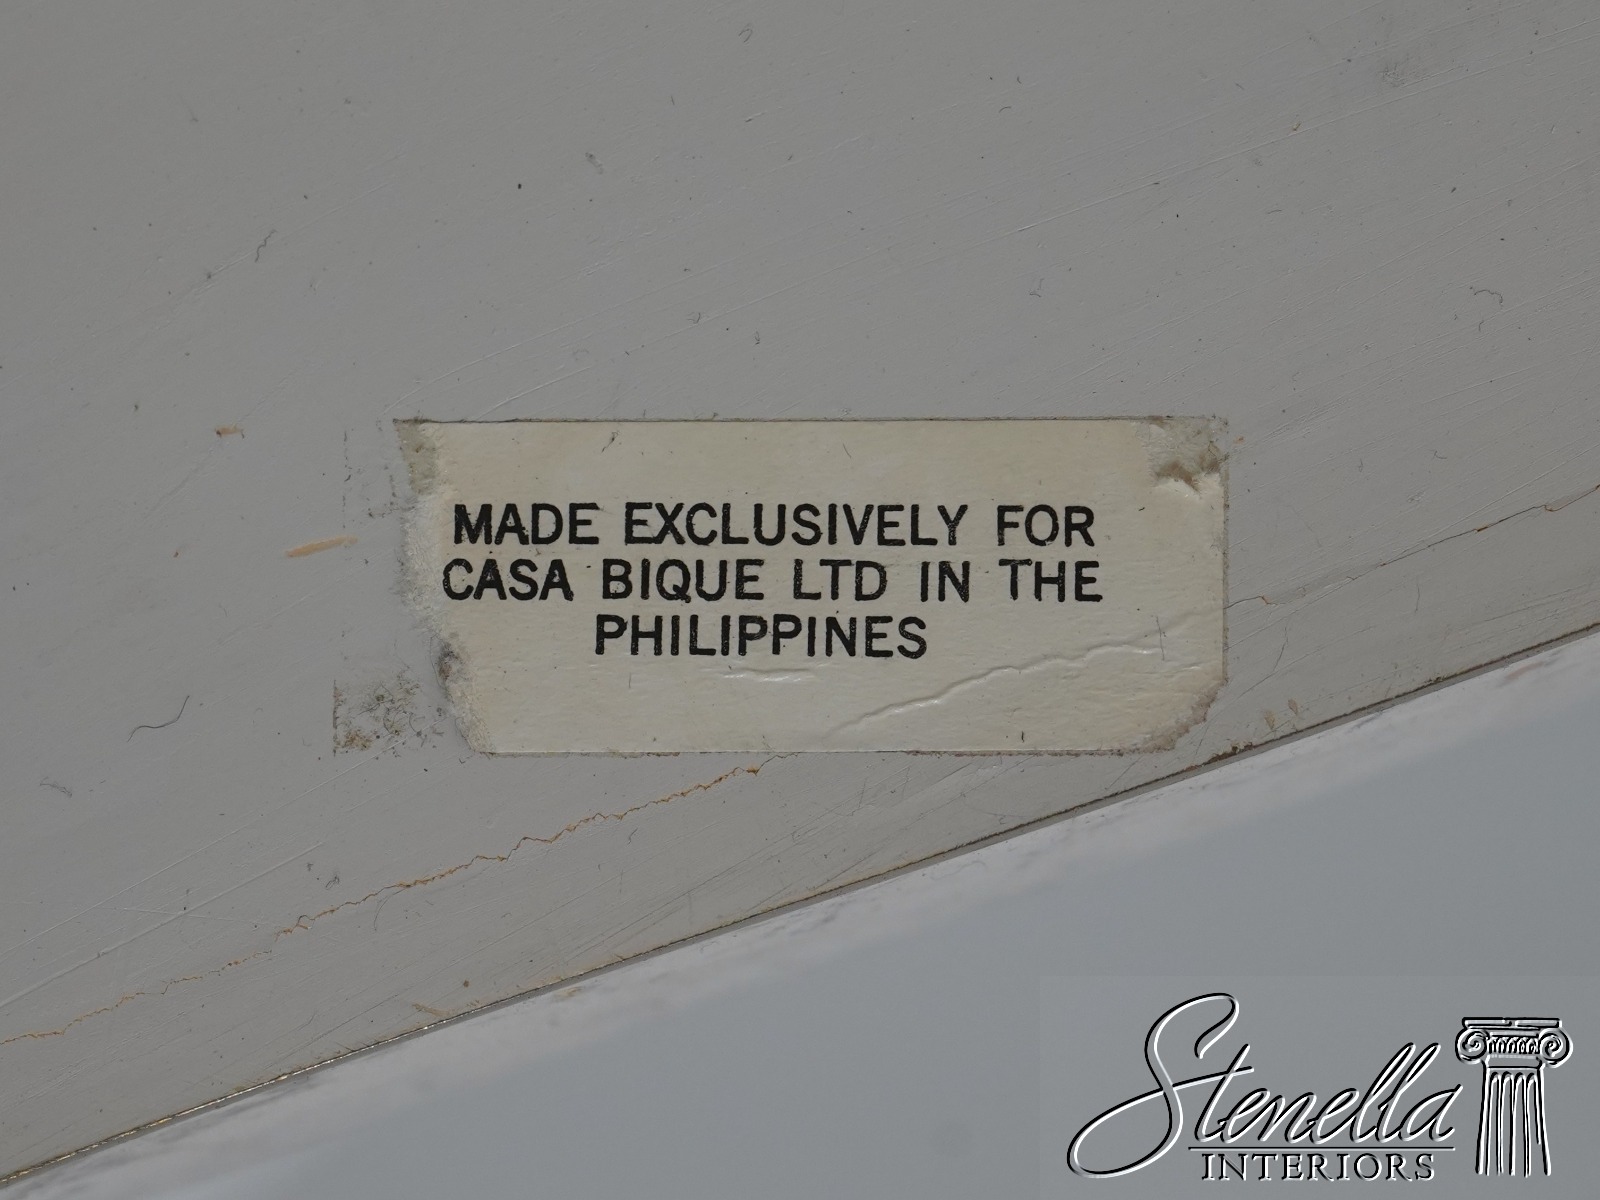 MADE EXCLUSIVELY FOR
CASA BIQUE LTD IN THE
PHILIPPINES
Stenella
INTERIORS